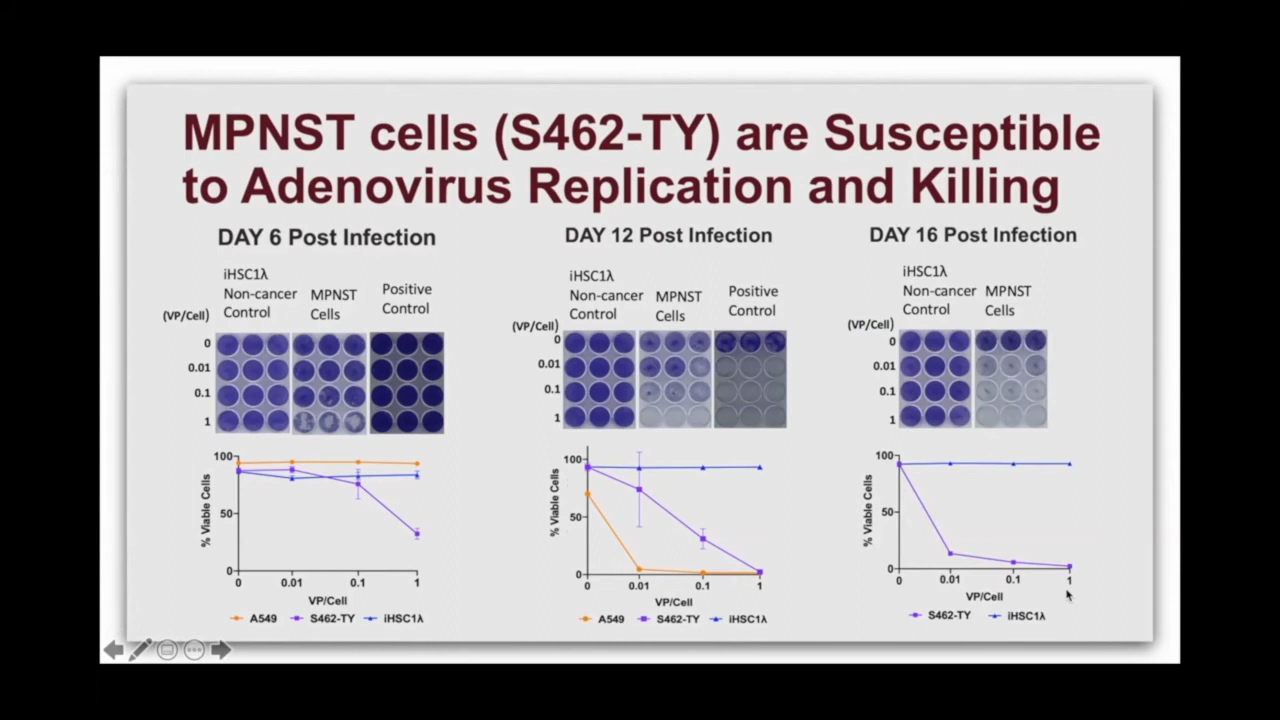 MPNST cells (S462-TY) are Susceptible
to Adenovirus Replication and Killing
DAY 6 Post Infection
iHSC1λ
Non-cancer
Control
MPNST
Cells
Positive
Control
(VP/Cell)
0
0.01
0.1
1
% Viable Cells
100
50
0
0 0.01 0.1 1
VP/Cell
A549 S462-TY iHSC1λ
DAY 12 Post Infection
iHSC1λ
Non-cancer
Control
MPNST
Cells
Positive
Control
(VP/Cell)
0
0.01
0.1
1
% Viable Cells
100
50
0
0 0.01 0.1 1
VP/Cell
A549 S462-TY iHSC1λ
DAY 16 Post Infection
iHSC1λ
Non-cancer
Control
MPNST
Cells
(VP/Cell)
0
0.01
0.1
1
% Viable Cells
100
50
0
0 0.01 0.1 1
VP/Cell
S462-TY iHSC1λ